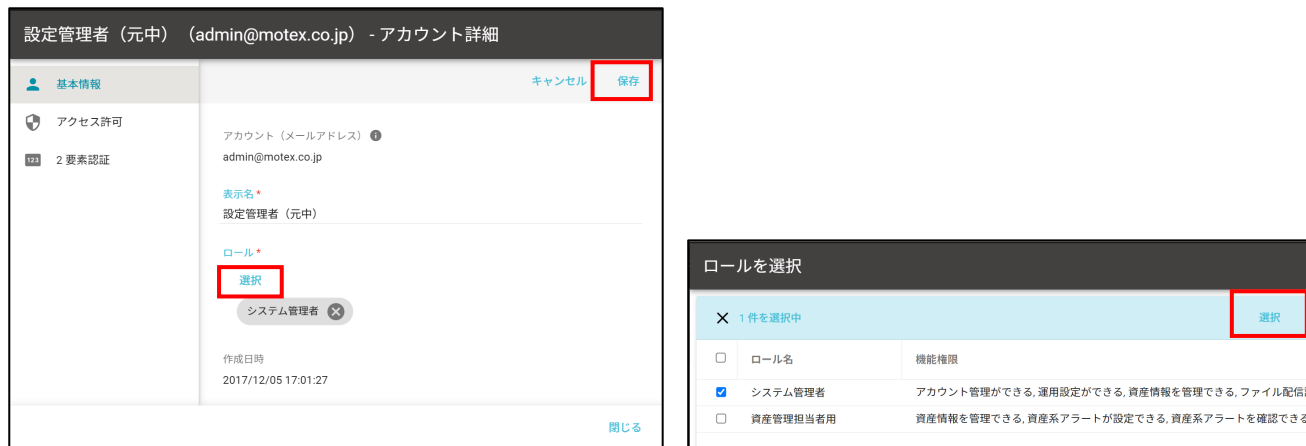 設定管理者（元中）（admin@motex.co.jp） - アカウント詳細
基本情報
アクセス許可
123 2 要素認証
キャンセル 保存
アカウント（メールアドレス）
admin@motex.co.jp
表示名 *
設定管理者（元中）
ロール *
選択
システム管理者
作成日時
2017/12/05 17:01:27
閉じる
ロールを選択
1 件を選択中 選択
ロール名 機能権限
システム管理者 アカウント管理ができる, 運用設定ができる, 資産情報を管理できる, ファイル配信
資産管理担当者用 資産情報を管理できる, 資産系アラートが設定できる, 資産系アラートを確認できる